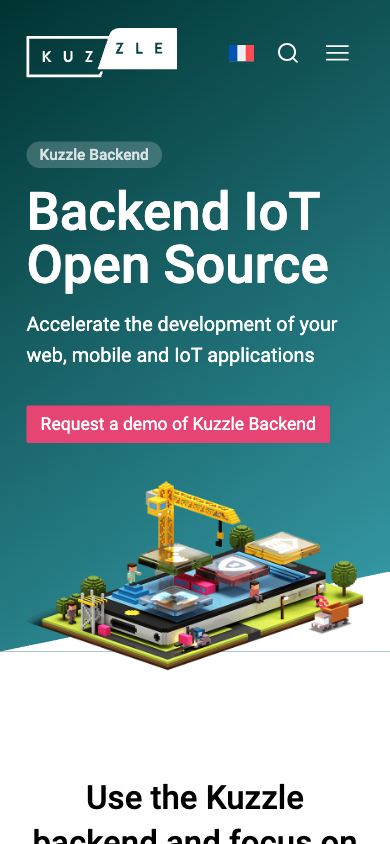 KUZZLE
Kuzzle Backend
Backend IoT
Open Source
Accelerate the development of your
web, mobile and IoT applications
Request a demo of Kuzzle Backend
Use the Kuzzle
backend and focus on